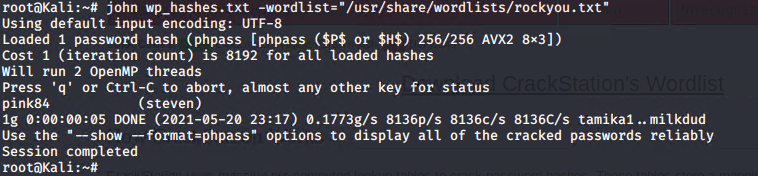 root@Kali:~# john wp_hashes.txt -wordlist="/usr/share/wordlists/rockyou.txt"
Using default input encoding: UTF-8
Loaded 1 password hash (phpass [phpass ($P$ or $H$) 256/256 AVX2 8×3])
Cost 1 (iteration count) is 8192 for all loaded hashes
Will run 2 OpenMP threads
Press 'q' or Ctrl-C to abort, almost any other key for status
Download CrackStation's Wordlist
pink84           (steven)
1g 0:00:00:05 DONE (2021-05-20 23:17) 0.1773g/s 8136p/s 8136c/s 8136C/s tamika1..milkdud
Use the "--show --format=phpass" options to display all of the cracked passwords reliably
Session completed
root@Kali:~#